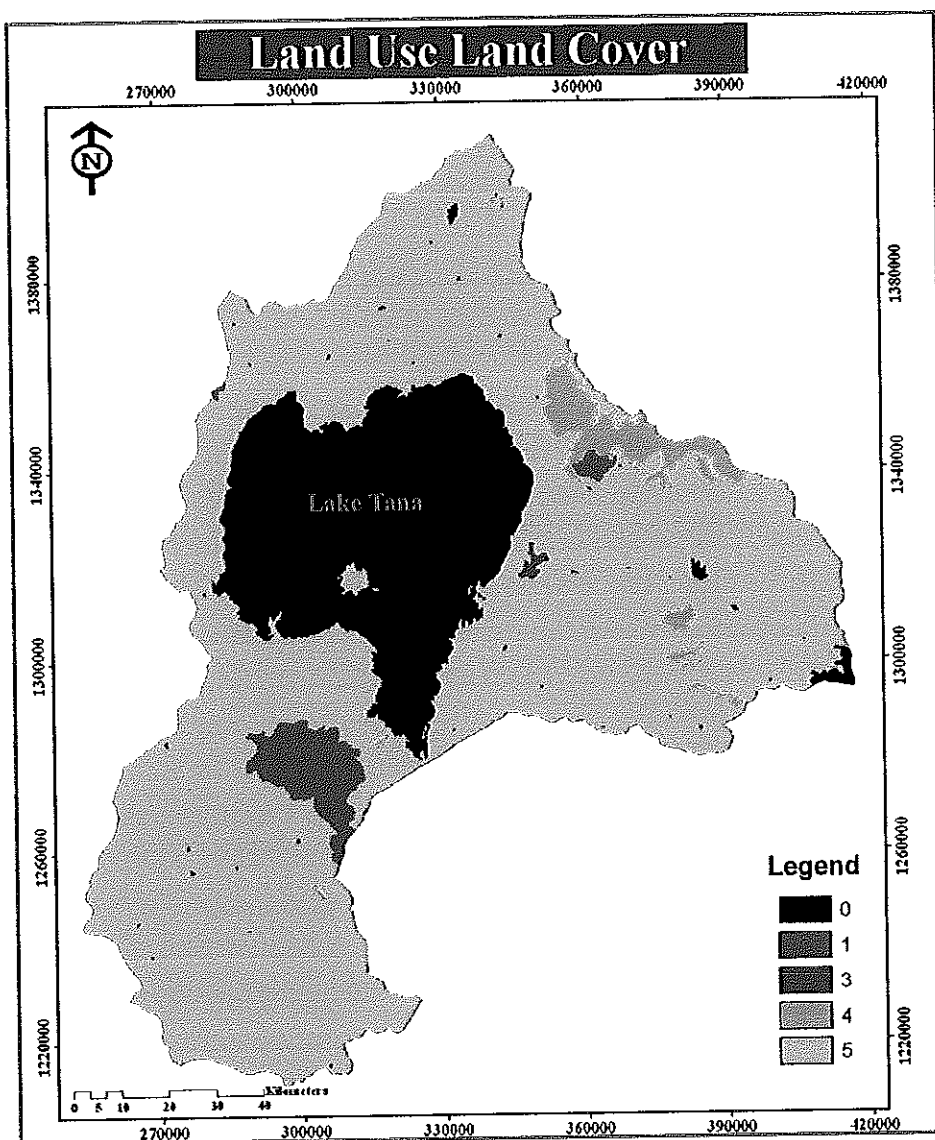 Land Use Land Cover
270000 300000 330000 360000 390000 420000
N
1380000 1380000
1340000 1340000
Lake Tana
1300000 1300000
1260000 1260000
Legend
0
1
3
4
5
1220000 1220000
Kilometers
0 5 10 20 30 40
270000 300000 330000 360000 390000 420000